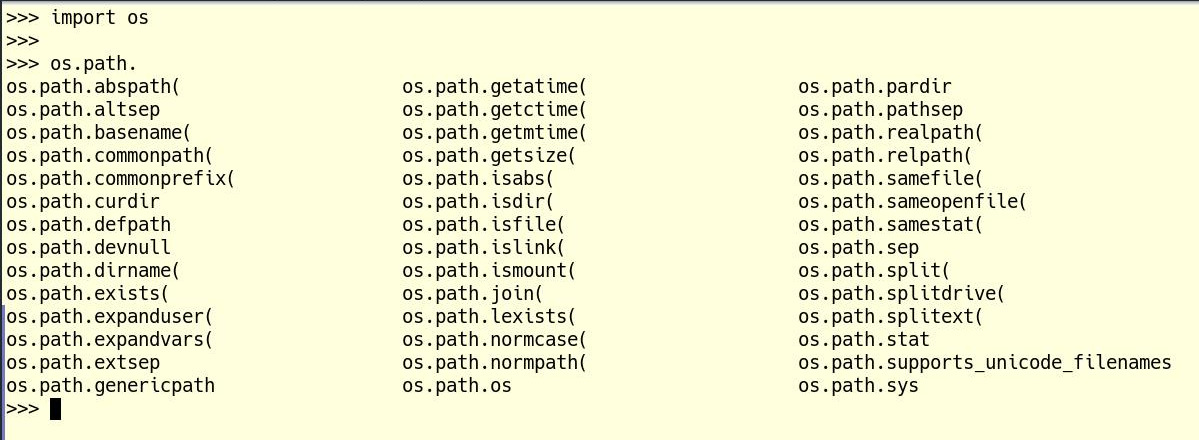 >>> import os
>>>
>>> os.path.
os.path.abspath( os.path.getatime( os.path.pardir
os.path.altsep os.path.getctime( os.path.pathsep
os.path.basename( os.path.getmtime( os.path.realpath(
os.path.commonpath( os.path.getsize( os.path.relpath(
os.path.commonprefix( os.path.isabs( os.path.samefile(
os.path.curdir os.path.isdir( os.path.sameopenfile(
os.path.defpath os.path.isfile( os.path.samestat(
os.path.devnull os.path.islink( os.path.sep
os.path.dirname( os.path.ismount( os.path.split(
os.path.exists( os.path.join( os.path.splitdrive(
os.path.expanduser( os.path.lexists( os.path.splitext(
os.path.expandvars( os.path.normcase( os.path.stat
os.path.extsep os.path.normpath( os.path.supports_unicode_filenames
os.path.genericpath os.path.os os.path.sys
>>>